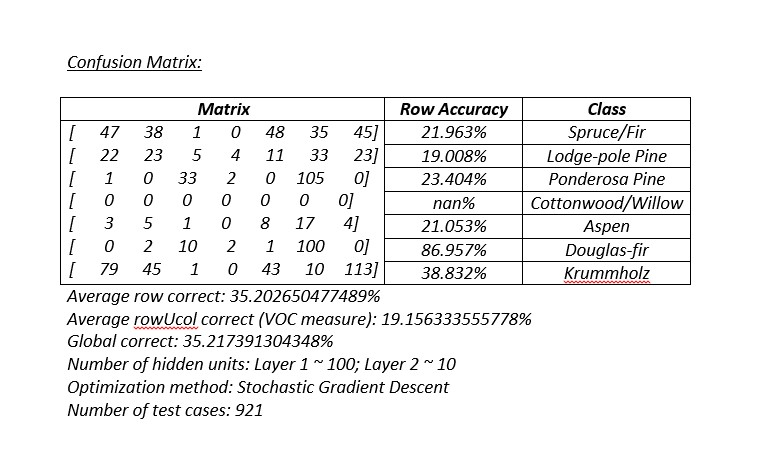 Confusion Matrix:
Matrix Row Accuracy Class
[ 47 38 1 0 48 35 45] 21.963% Spruce/Fir
[ 22 23 5 4 11 33 23] 19.008% Lodge-pole Pine
[ 1 0 33 2 0 105 0] 23.404% Ponderosa Pine
[ 0 0 0 0 0 0 0] nan% Cottonwood/Willow
[ 3 5 1 0 8 17 4] 21.053% Aspen
[ 0 2 10 2 1 100 0] 86.957% Douglas-fir
[ 79 45 1 0 43 10 113] 38.832% Krummholz
Average row correct: 35.202650477489%
Average rowUcol correct (VOC measure): 19.156333555778%
Global correct: 35.217391304348%
Number of hidden units: Layer 1 ~ 100; Layer 2 ~ 10
Optimization method: Stochastic Gradient Descent
Number of test cases: 921